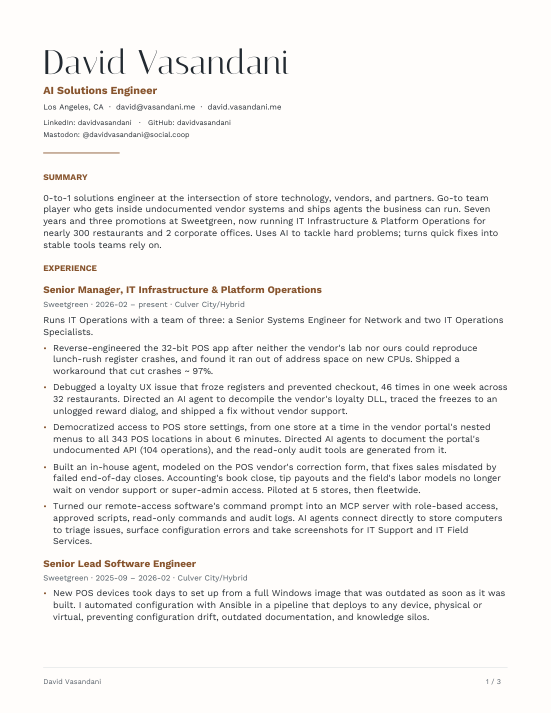 David Vasandani
AI Solutions Engineer
Los Angeles, CA · david@vasandani.me · david.vasandani.me
LinkedIn: davidvasandani · GitHub: davidvasandani
Mastodon: @davidvasandani@social.coop
SUMMARY
0-to-1 solutions engineer at the intersection of store technology, vendors, and partners. Go-to team
player who gets inside undocumented vendor systems and ships agents the business can run. Seven
years and three promotions at Sweetgreen, now running IT Infrastructure & Platform Operations for
nearly 300 restaurants and 2 corporate offices. Uses AI to tackle hard problems; turns quick fixes into
stable tools teams rely on.
EXPERIENCE
Senior Manager, IT Infrastructure & Platform Operations
Sweetgreen · 2026-02 – present · Culver City/Hybrid
Runs IT Operations with a team of three: a Senior Systems Engineer for Network and two IT Operations
Specialists.
• Reverse-engineered the 32-bit POS app after neither the vendor's lab nor ours could reproduce
lunch-rush register crashes, and found it ran out of address space on new CPUs. Shipped a
workaround that cut crashes ~ 97%.
• Debugged a loyalty UX issue that froze registers and prevented checkout, 46 times in one week across
32 restaurants. Directed an AI agent to decompile the vendor's loyalty DLL, traced the freezes to an
unlogged reward dialog, and shipped a fix without vendor support.
• Democratized access to POS store settings, from one store at a time in the vendor portal's nested
menus to all 343 POS locations in about 6 minutes. Directed AI agents to document the portal's
undocumented API (104 operations), and the read-only audit tools are generated from it.
• Built an in-house agent, modeled on the POS vendor's correction form, that fixes sales misdated by
failed end-of-day closes. Accounting's book close, tip payouts and the field's labor models no longer
wait on vendor support or super-admin access. Piloted at 5 stores, then fleetwide.
• Turned our remote-access software's command prompt into an MCP server with role-based access,
approved scripts, read-only commands and audit logs. AI agents connect directly to store computers
to triage issues, surface configuration errors and take screenshots for IT Support and IT Field
Services.
Senior Lead Software Engineer
Sweetgreen · 2025-09 – 2026-02 · Culver City/Hybrid
• New POS devices took days to set up from a full Windows image that was outdated as soon as it was
built. I automated configuration with Ansible in a pipeline that deploys to any device, physical or
virtual, preventing configuration drift, outdated documentation, and knowledge silos.
David Vasandani
1 / 3